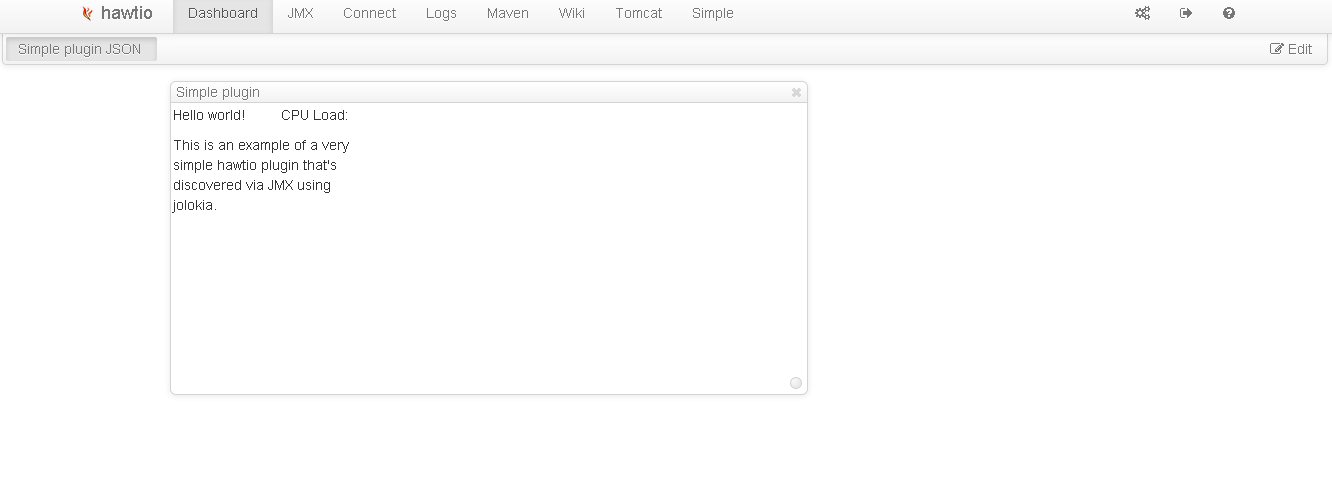 hawtio Dashboard JMX Connect Logs Maven Wiki Tomcat Simple
Simple plugin JSON Edit
Simple plugin
Hello world! CPU Load:
This is an example of a very
simple hawtio plugin that's
discovered via JMX using
jolokia.